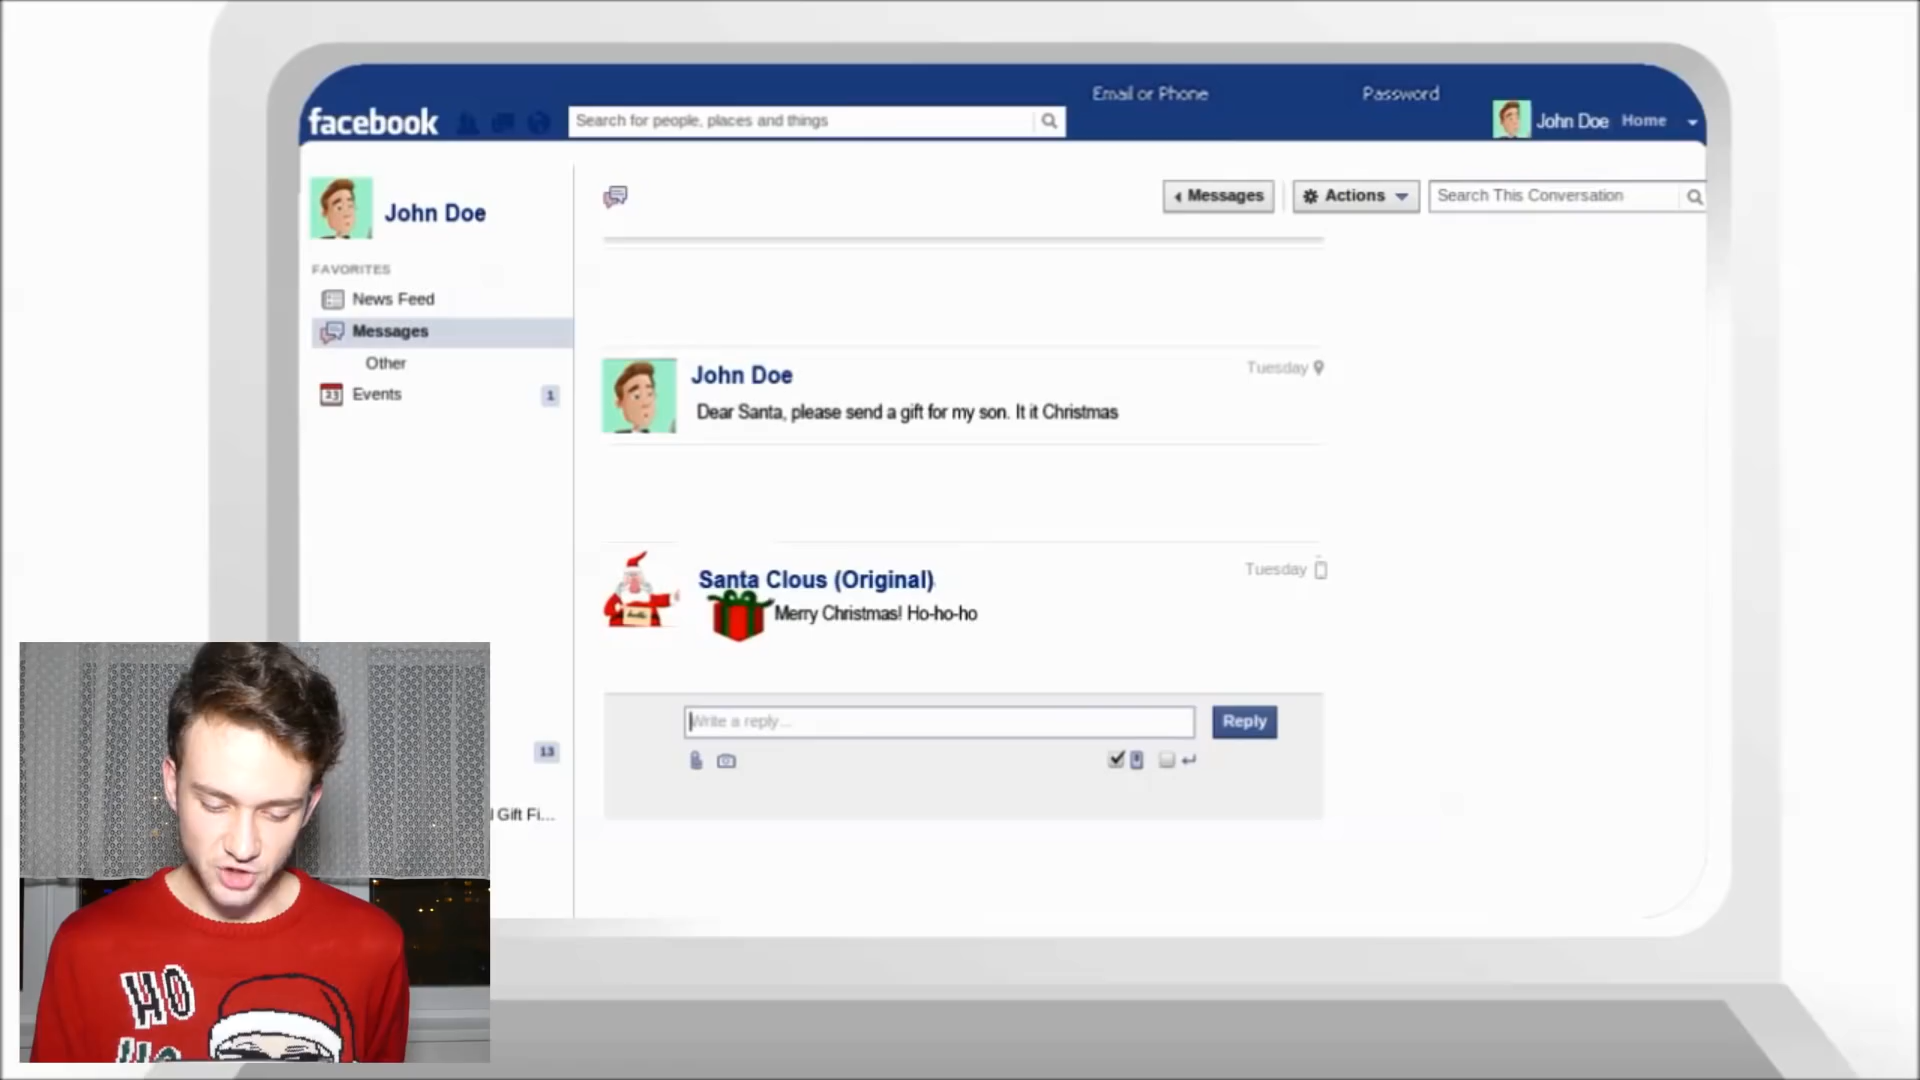 Email or Phone
Password
facebook
Search for people, places and things
John Doe
Home
John Doe
Messages
Actions
Search This Conversation
FAVORITES
News Feed
Messages
Other
23
Events
1
John Doe
Tuesday
Dear Santa, please send a gift for my son. It it Christmas
Santa Clous (Original)
Tuesday
Merry Christmas! Ho-ho-ho
Write a reply...
Reply
13
Gift Fi...
HO
HO